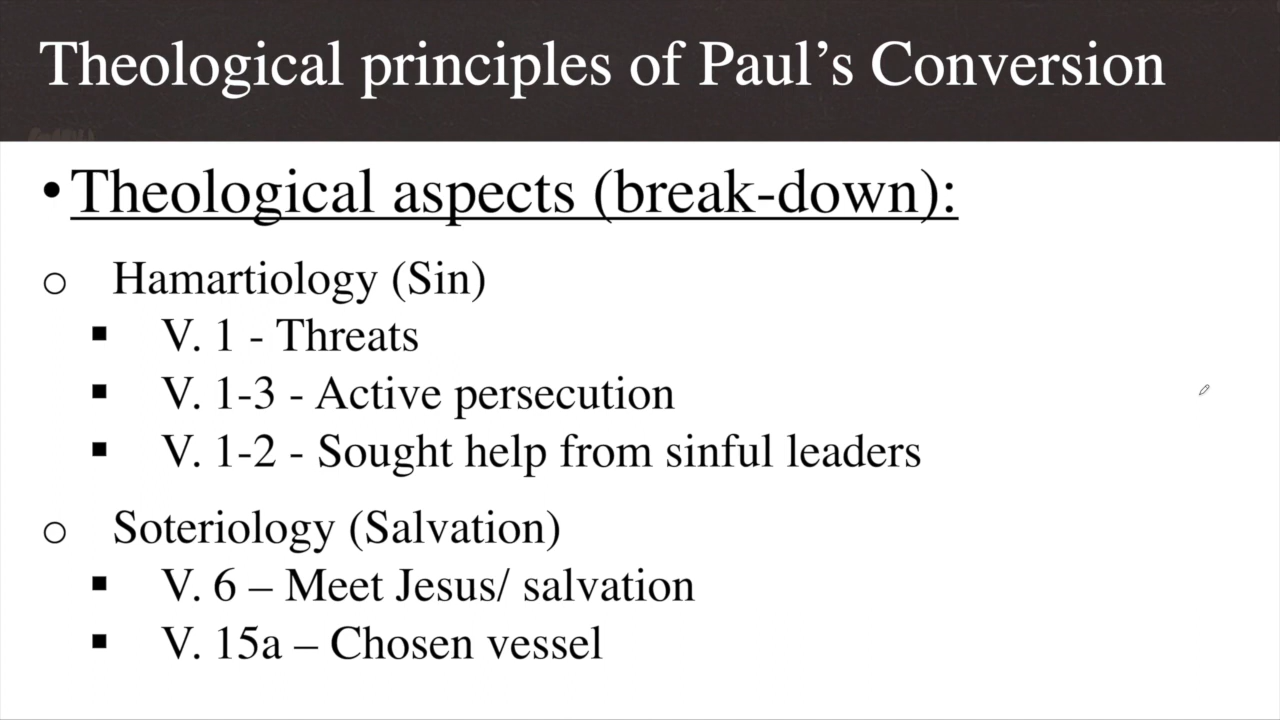 Theological principles of Paul’s Conversion
• Theological aspects (break-down):
o Hamartiology (Sin)
▪ V. 1 - Threats
▪ V. 1-3 - Active persecution
▪ V. 1-2 - Sought help from sinful leaders
o Soteriology (Salvation)
▪ V. 6 – Meet Jesus/ salvation
▪ V. 15a – Chosen vessel